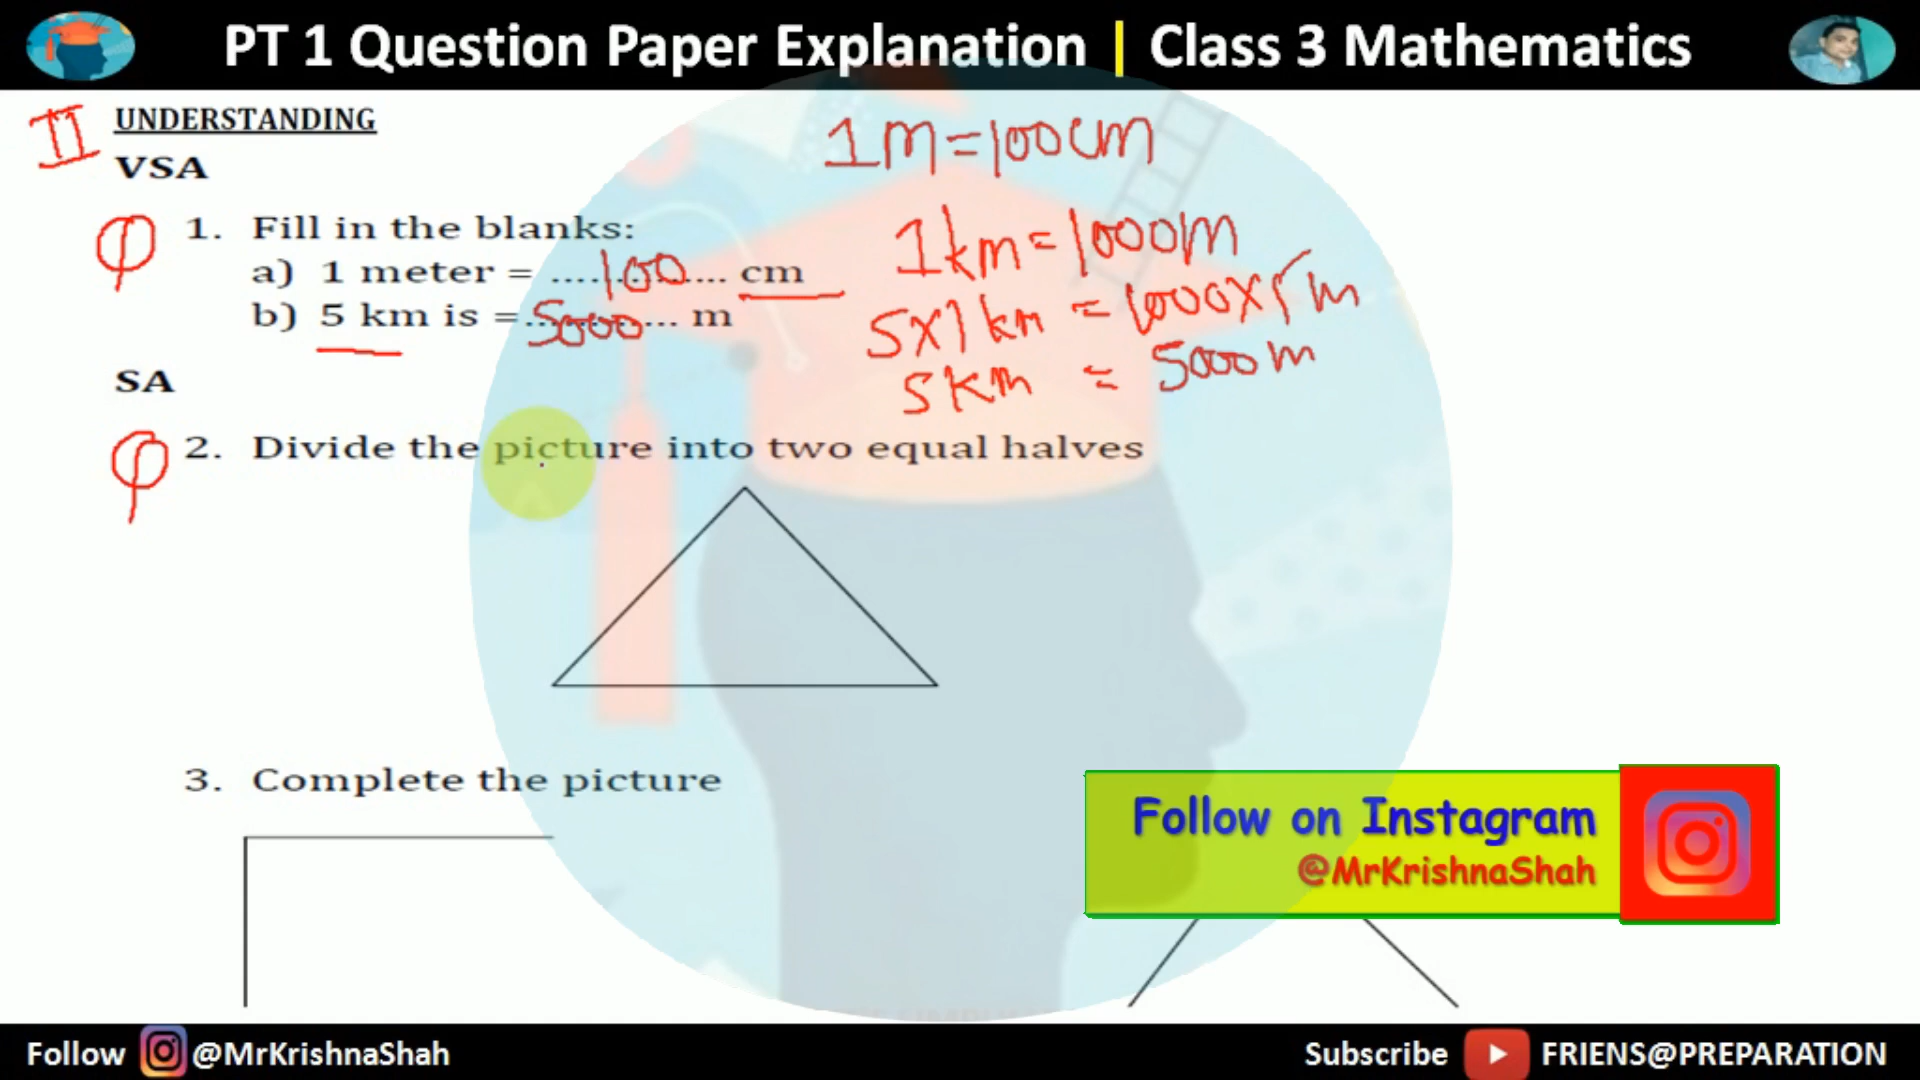 PT 1 Question Paper Explanation | Class 3 Mathematics
II UNDERSTANDING
VSA
1. Fill in the blanks:
a) 1 meter = ....100.... cm
b) 5 km is =....5000.... m
1m=100cm
1km=1000m
5x1km = 1000x5m
5km = 5000m
SA
2. Divide the picture into two equal halves
3. Complete the picture
Follow on Instagram
@MrKrishnaShah
Follow @MrKrishnaShah
Subscribe FRIENS@PREPARATION